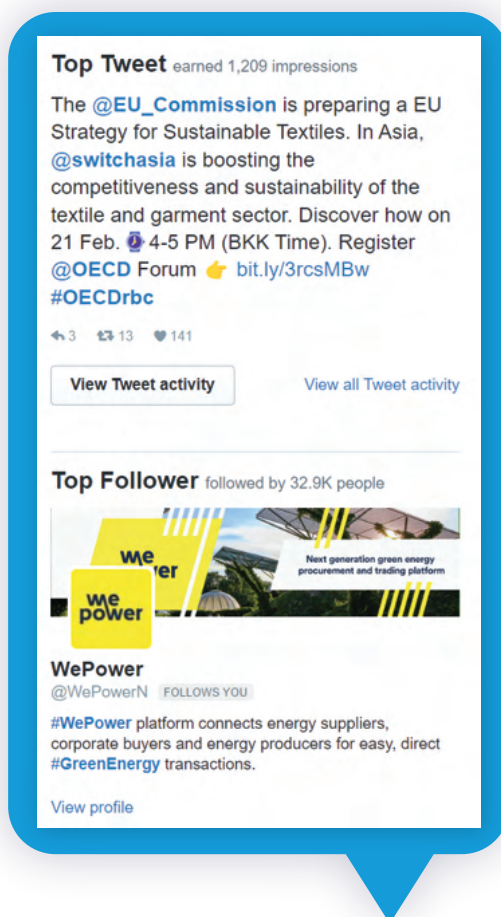 Top Tweet earned 1,209 impressions
The @EU_Commission is preparing a EU
Strategy for Sustainable Textiles. In Asia,
@switchasia is boosting the
competitiveness and sustainability of the
textile and garment sector. Discover how on
21 Feb. ⌚ 4-5 PM (BKK Time). Register
@OECD Forum 👉 bit.ly/3rcsMBw
#OECDrbc
3 13 141
View Tweet activity View all Tweet activity
Top Follower followed by 32.9K people
we
wer
Next generation green energy
procurement and trading platform
we
power
WePower
@WePowerN FOLLOWS YOU
#WePower platform connects energy suppliers,
corporate buyers and energy producers for easy, direct
#GreenEnergy transactions.
View profile